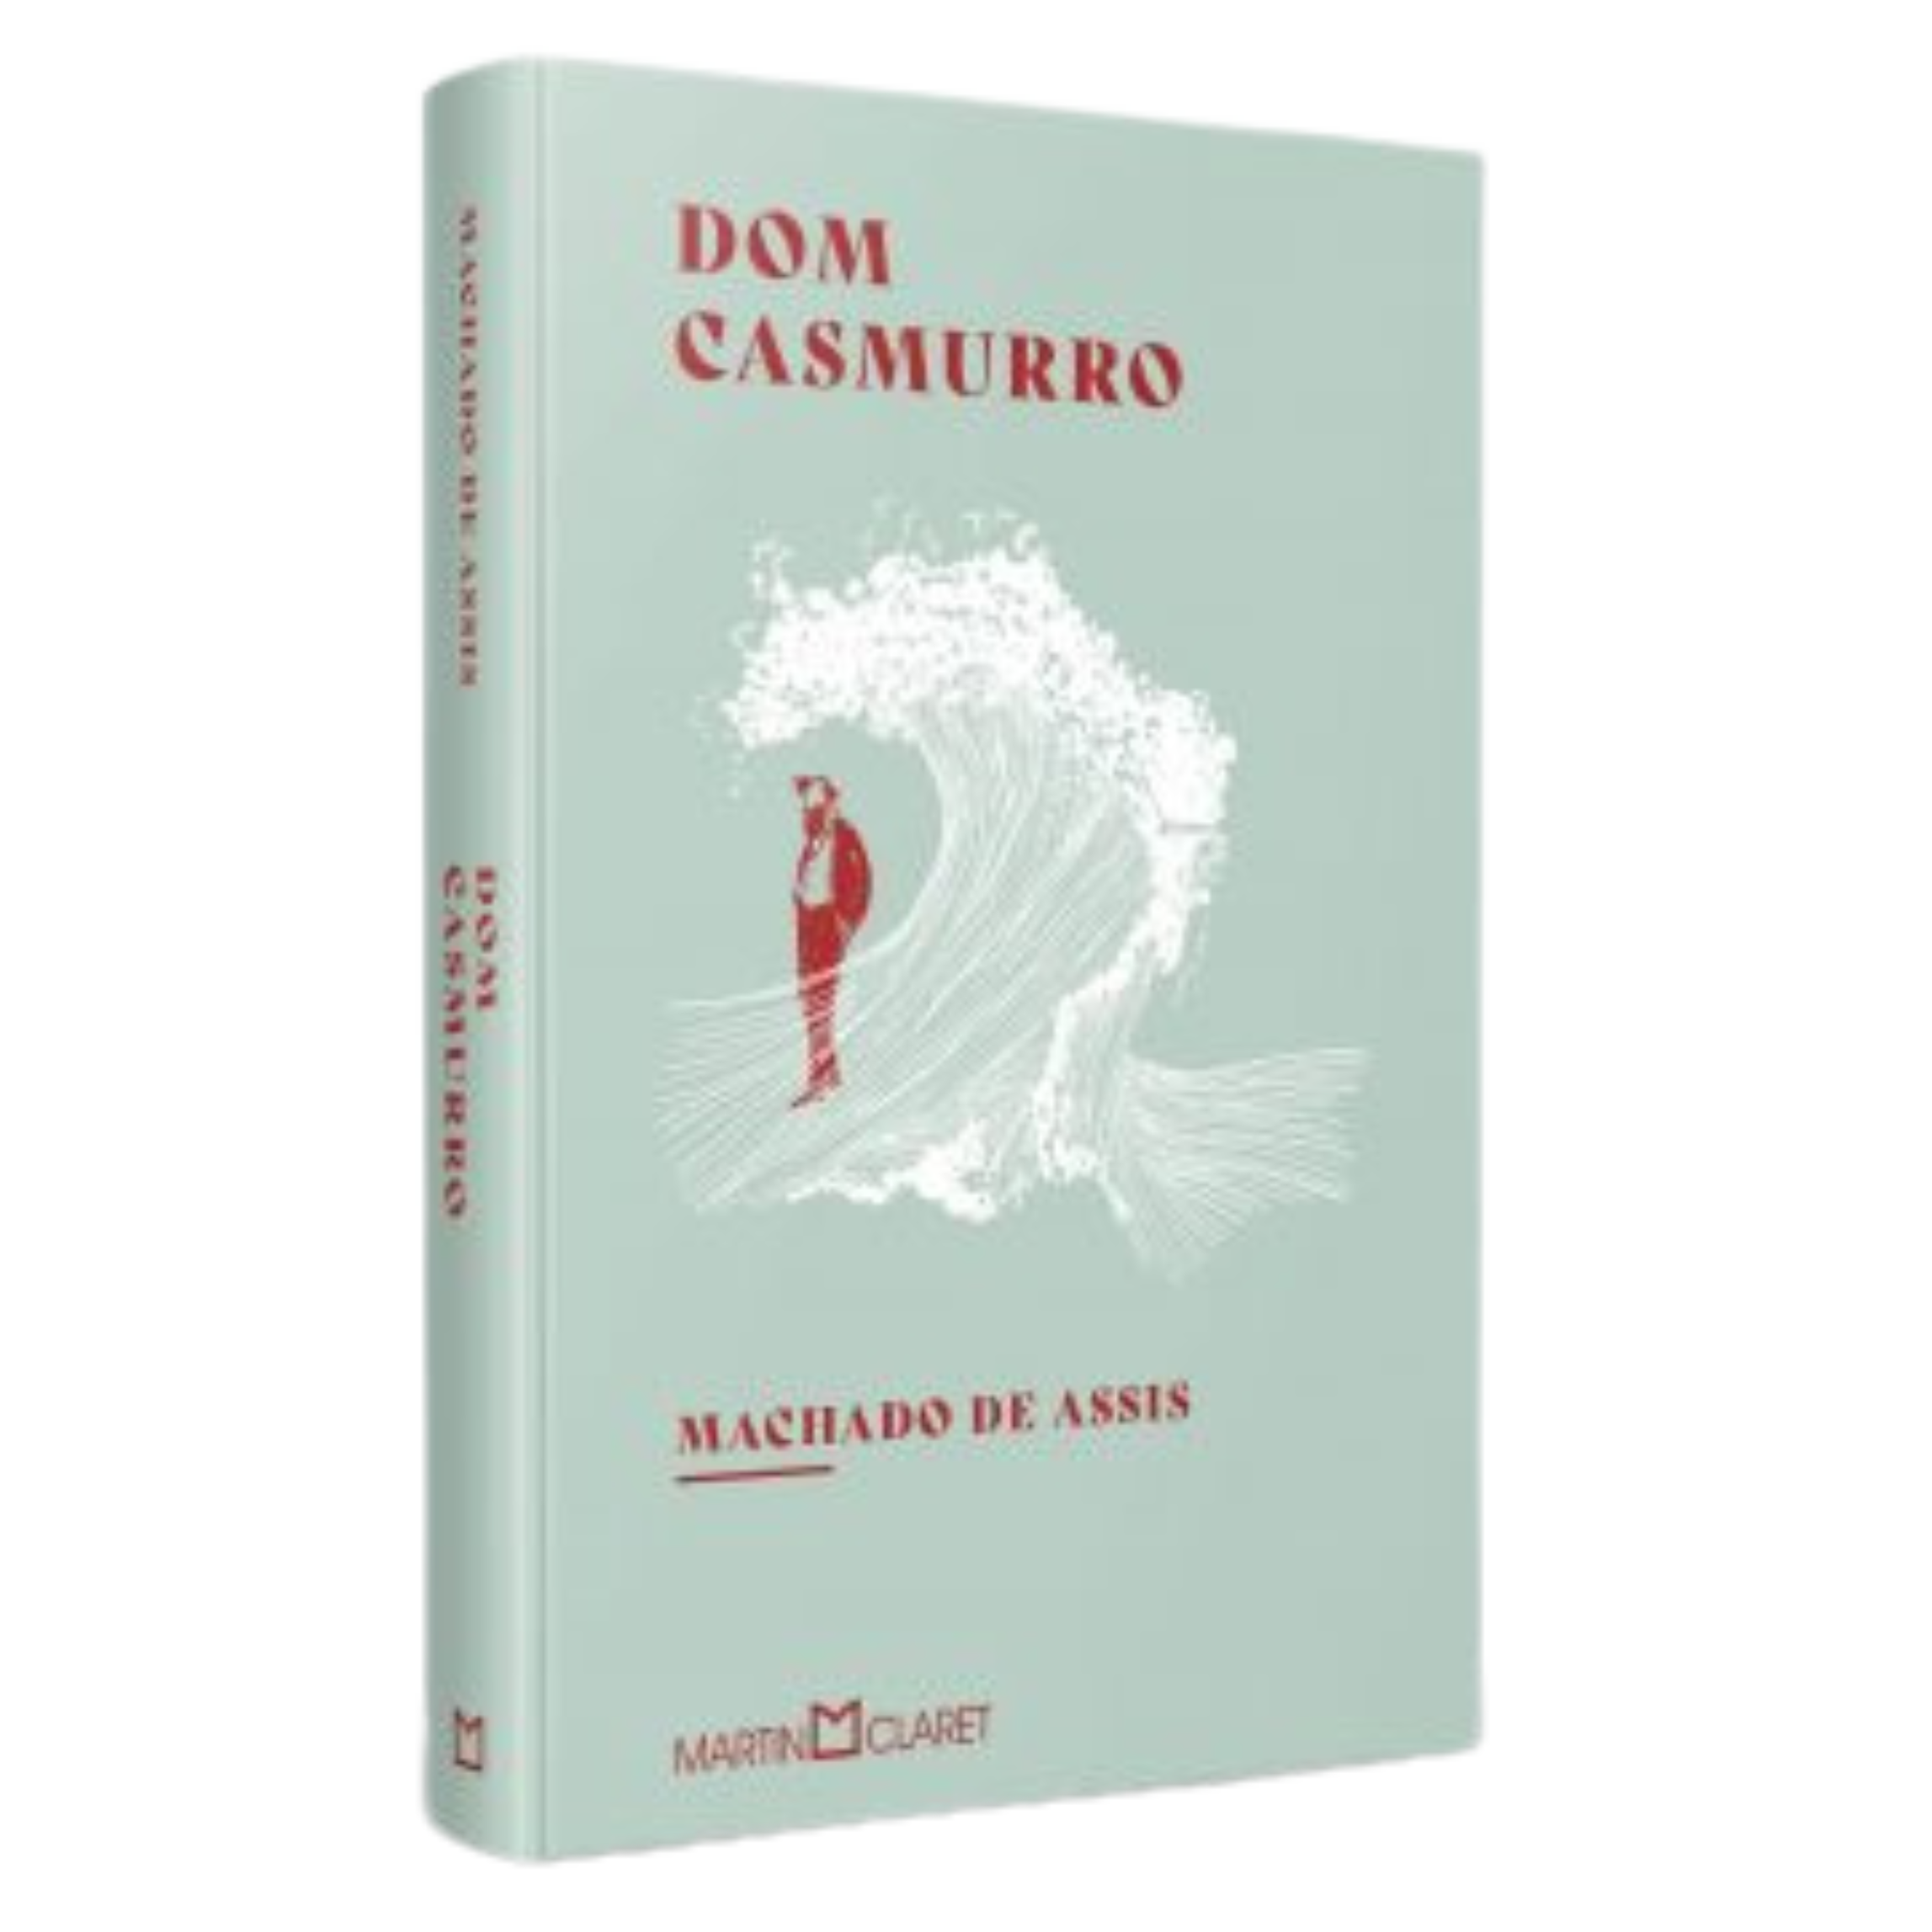 DOM
CASMURRO
MACHADO DE ASSIS
MARTIN CLARET
MACHADO DE ASSIS
DOM
CASMURRO